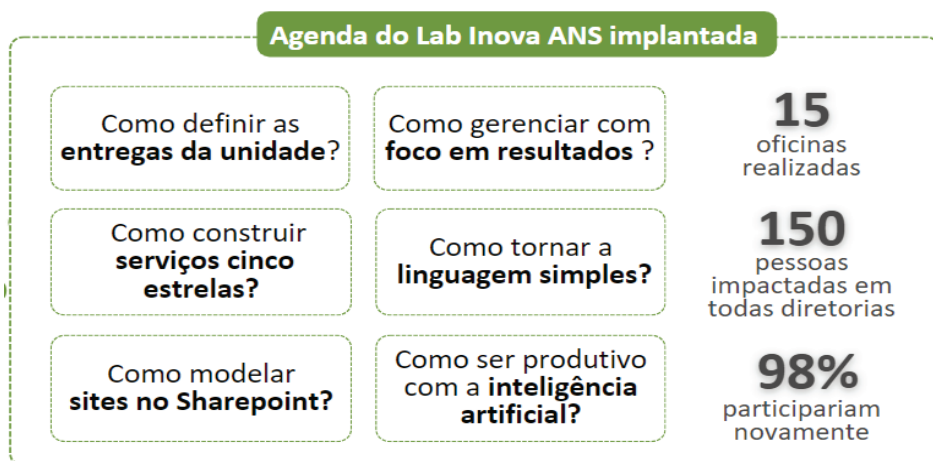 Agenda do Lab Inova ANS implantada
Como definir as
entregas da unidade?
Como gerenciar com
foco em resultados ?
15
oficinas
realizadas
Como construir
serviços cinco
estrelas?
Como tornar a
linguagem simples?
150
pessoas
impactadas em
todas diretorias
Como modelar
sites no Sharepoint?
Como ser produtivo
com a inteligência
artificial?
98%
participariam
novamente